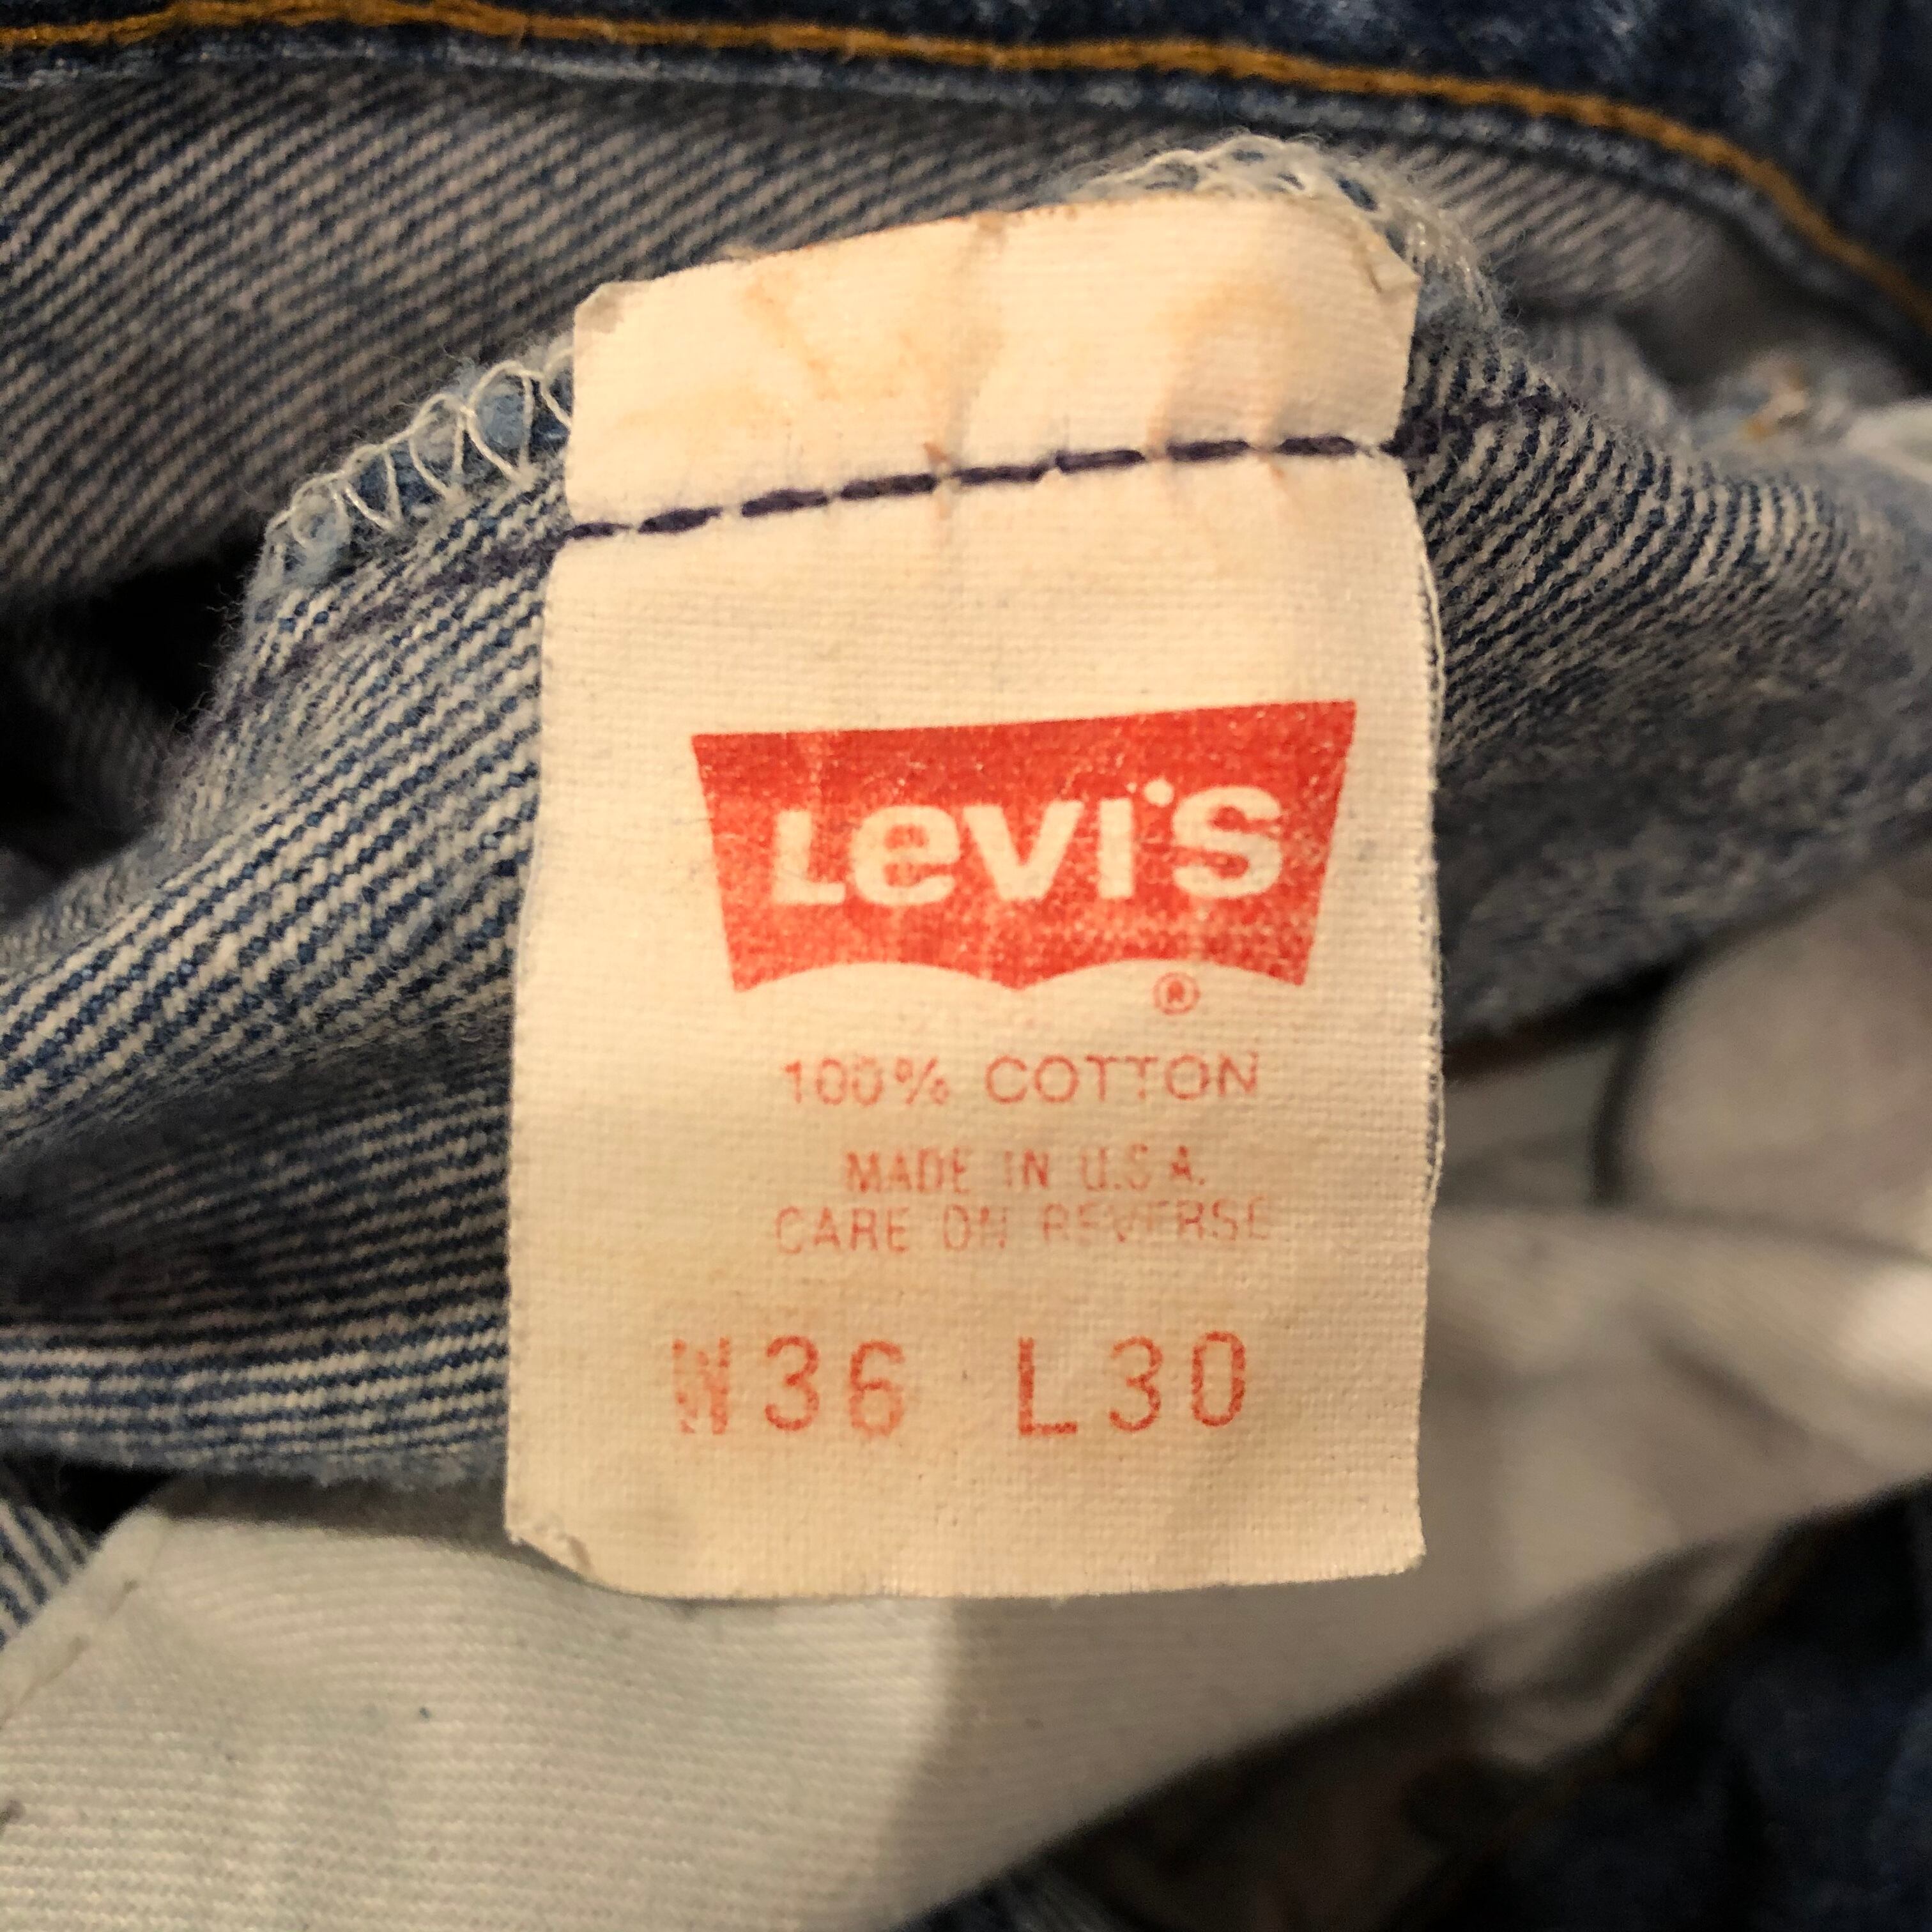 Levi's
®
100% COTTON
MADE IN U.S.A.
CARE ON REVERSE
W36 L30